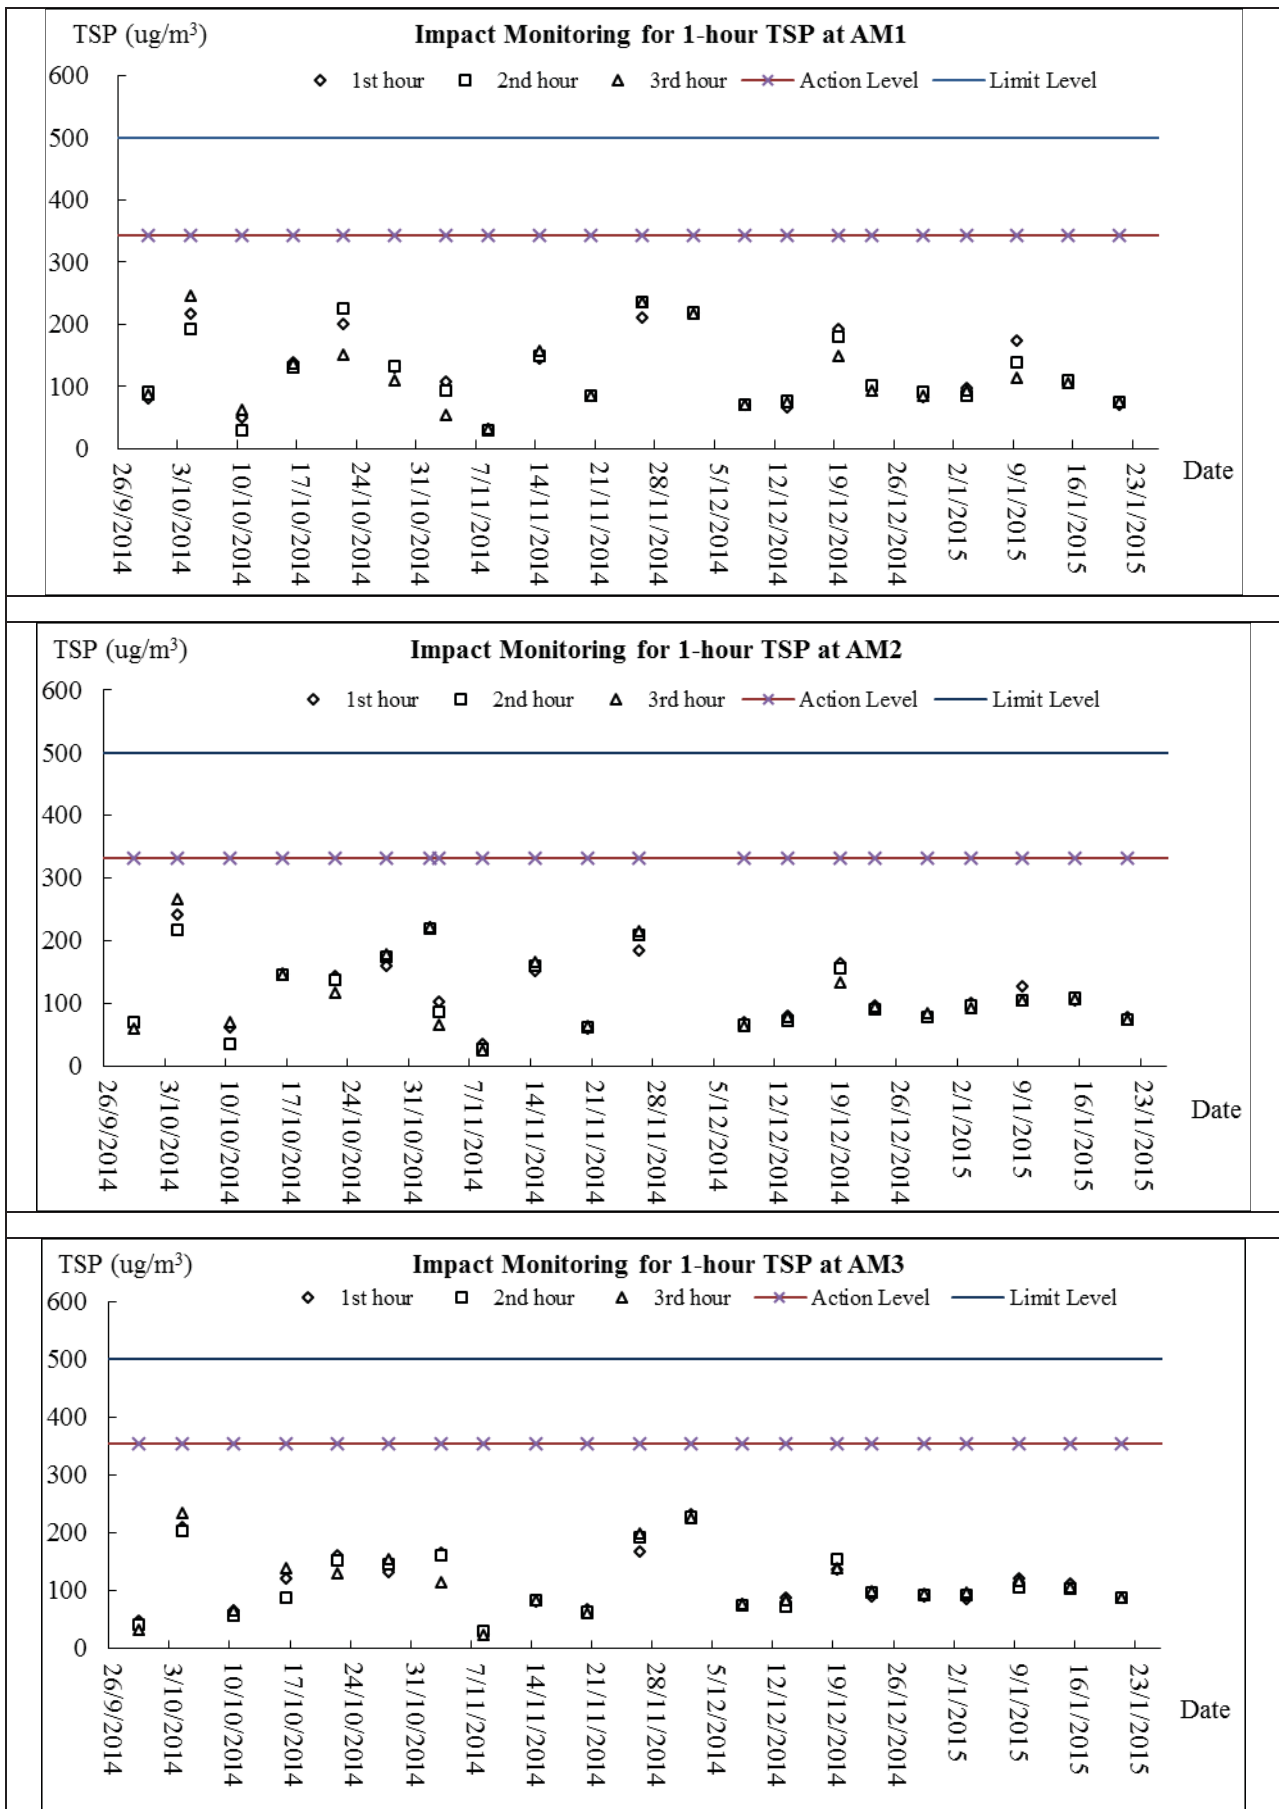 TSP (ug/m³) Impact Monitoring for 1-hour TSP at AM1
1st hour 2nd hour 3rd hour Action Level Limit Level
600
500
400
300
200
100
0
26/9/2014 3/10/2014 10/10/2014 17/10/2014 24/10/2014 31/10/2014 7/11/2014 14/11/2014 21/11/2014 28/11/2014 5/12/2014 12/12/2014 19/12/2014 26/12/2014 2/1/2015 9/1/2015 16/1/2015 23/1/2015 Date
TSP (ug/m³) Impact Monitoring for 1-hour TSP at AM2
600
1st hour 2nd hour 3rd hour Action Level Limit Level
500
400
300
200
100
0
26/9/2014 3/10/2014 10/10/2014 17/10/2014 24/10/2014 31/10/2014 7/11/2014 14/11/2014 21/11/2014 28/11/2014 5/12/2014 12/12/2014 19/12/2014 26/12/2014 2/1/2015 9/1/2015 16/1/2015 23/1/2015 Date
TSP (ug/m³) Impact Monitoring for 1-hour TSP at AM3
600 1st hour 2nd hour 3rd hour Action Level Limit Level
500
400
300
200
100
0
26/9/2014 3/10/2014 10/10/2014 17/10/2014 24/10/2014 31/10/2014 7/11/2014 14/11/2014 21/11/2014 28/11/2014 5/12/2014 12/12/2014 19/12/2014 26/12/2014 2/1/2015 9/1/2015 16/1/2015 23/1/2015 Date